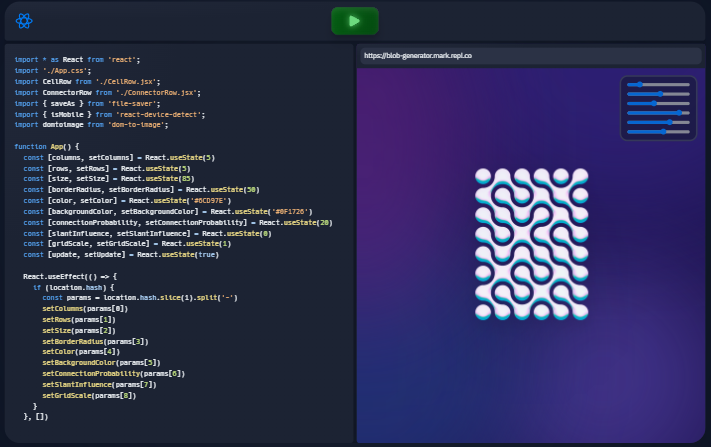 https://blob-generator.mark.repl.co
import * as React from 'react';
import './App.css';
import CellRow from './CellRow.jsx';
import ConnectorRow from './ConnectorRow.jsx';
import { saveAs } from 'file-saver';
import { isMobile } from 'react-device-detect';
import domtoimage from 'dom-to-image';
function App() {
const [columns, setColumns] = React.useState(5)
const [rows, setRows] = React.useState(5)
const [size, setSize] = React.useState(85)
const [borderRadius, setBorderRadius] = React.useState(50)
const [color, setColor] = React.useState('#6CD97E')
const [backgroundColor, setBackgroundColor] = React.useState('#0F1726')
const [connectionProbability, setConnectionProbability] = React.useState(20)
const [slantInfluence, setSlantInfluence] = React.useState(0)
const [gridScale, setGridScale] = React.useState(1)
const [update, setUpdate] = React.useState(true)
React.useEffect(() => {
if (location.hash) {
const params = location.hash.slice(1).split('-')
setColumns(params[0])
setRows(params[1])
setSize(params[2])
setBorderRadius(params[3])
setColor(params[4])
setBackgroundColor(params[5])
setConnectionProbability(params[6])
setSlantInfluence(params[7])
setGridScale(params[8])
}
}, [])